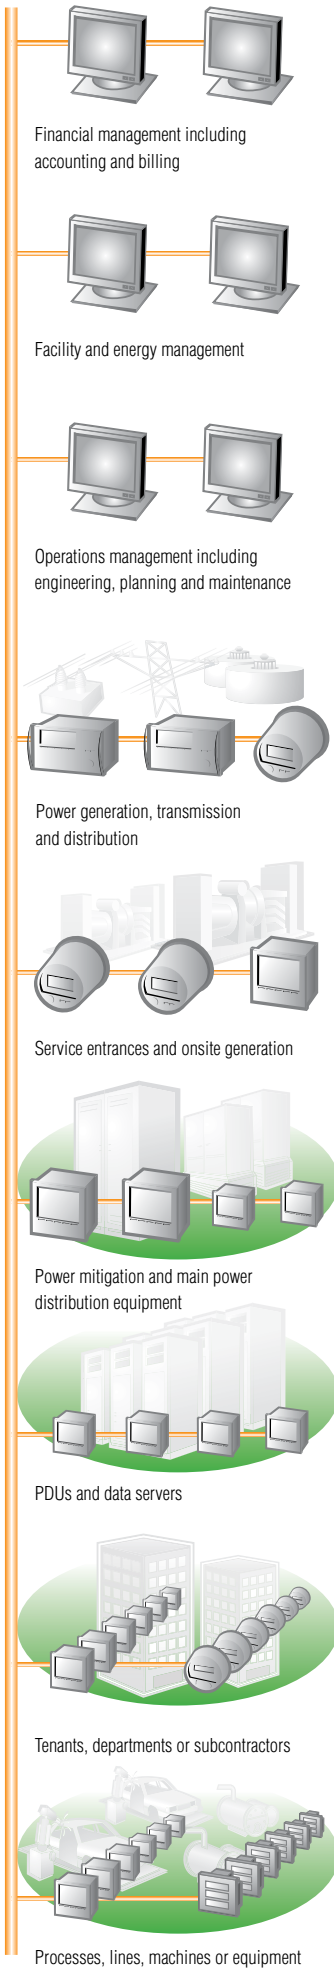 Financial management including
accounting and billing
Facility and energy management
Operations management including
engineering, planning and maintenance
Power generation, transmission
and distribution
Service entrances and onsite generation
Power mitigation and main power
distribution equipment
PDUs and data servers
Tenants, departments or subcontractors
Processes, lines, machines or equipment